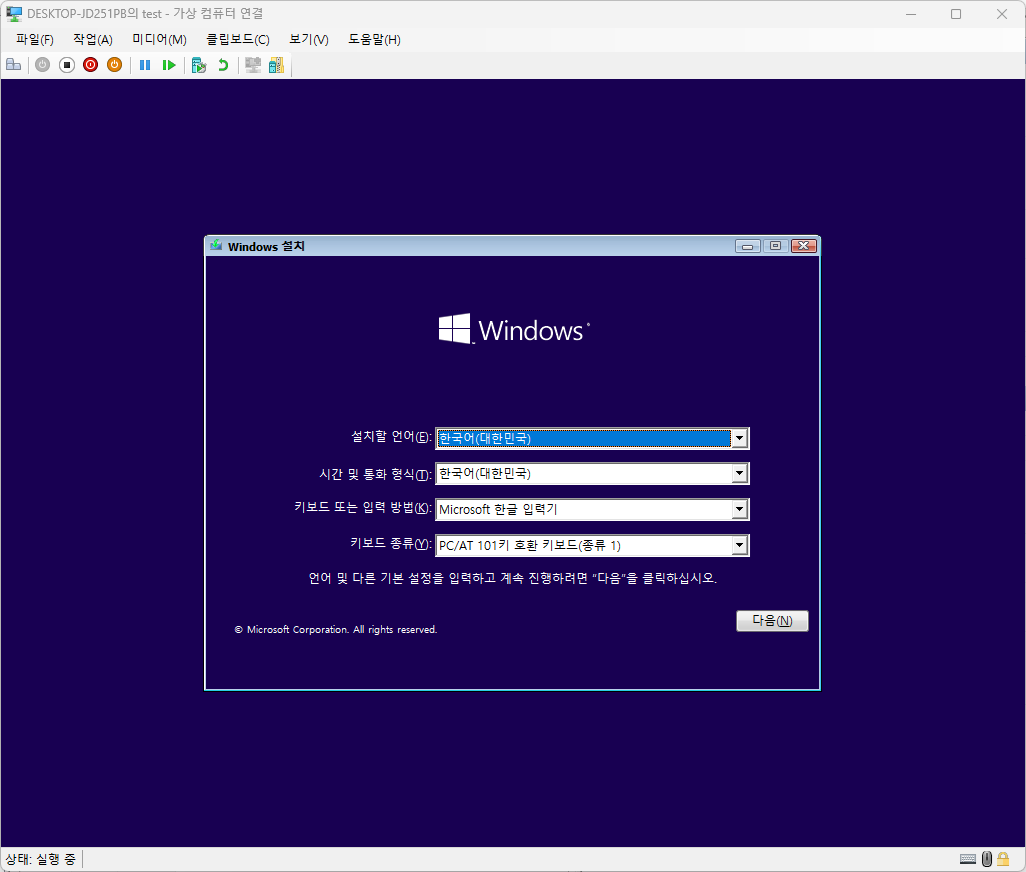 DESKTOP-JD251PB의 test - 가상 컴퓨터 연결
파일(F) 작업(A) 미디어(M) 클립보드(C) 보기(V) 도움말(H)
Windows 설치
Windows
설치할 언어(E): 한국어(대한민국)
시간 및 통화 형식(T): 한국어(대한민국)
키보드 또는 입력 방법(K): Microsoft 한글 입력기
키보드 종류(Y): PC/AT 101키 호환 키보드(종류 1)
언어 및 다른 기본 설정을 입력하고 계속 진행하려면 "다음"을 클릭하십시오.
다음(N)
© Microsoft Corporation. All rights reserved.
상태: 실행 중